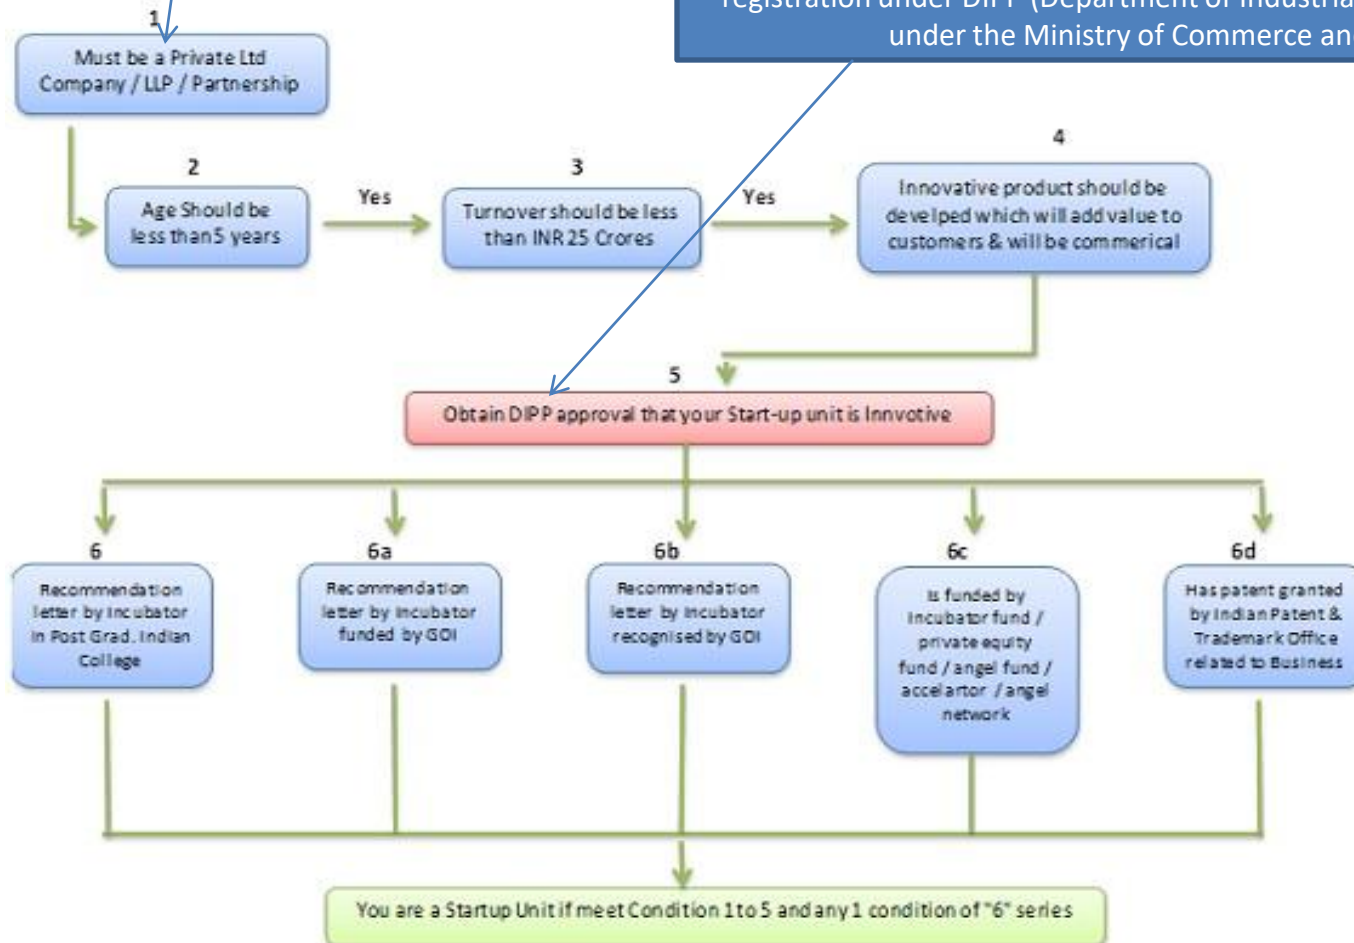 registration under DIPP (Department of Industrial
under the Ministry of Commerce an
1
Must be a Private Ltd
Company / LLP / Partnership
2
Age Should be
less than 5 years
Yes
3
Turnover should be less
than INR 25 Crores
Yes
4
Innovative product should be
develped which will add value to
customers & will be commerical
5
Obtain DIPP approval that your Start-up unit is Innvotive
6
Recommendation
letter by Incubator
in Post Grad. Indian
College
6a
Recommendation
letter by Incubator
funded by GOI
6b
Recommendation
letter by Incubator
recognised by GOI
6c
Is funded by
Incubator fund /
private equity
fund / angel fund /
accelartor / angel
network
6d
Has patent granted
by Indian Patent &
Trademark Office
related to Business
You are a Startup Unit if meet Condition 1 to 5 and any 1 condition of "6" series